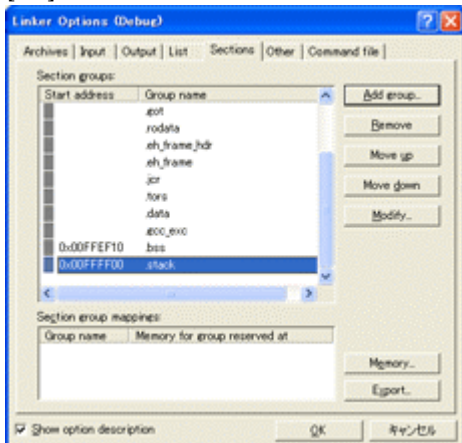 Linker Options (Debug)
Archives | Input | Output | List | Sections | Other | Command file
Section groups:
Start address Group name
.got
.rodata
.eh_frame_hdr
.eh_frame
.jcr
.tors
.data
.gcc_exc
0x00FFEF10 .bss
0x00FFFF00 .stack
Add group...
Remove
Move up
Move down
Modify...
Section group mappings:
Group name Memory for group reserved at
Memory...
Export...
Show option description
OK
キャンセル